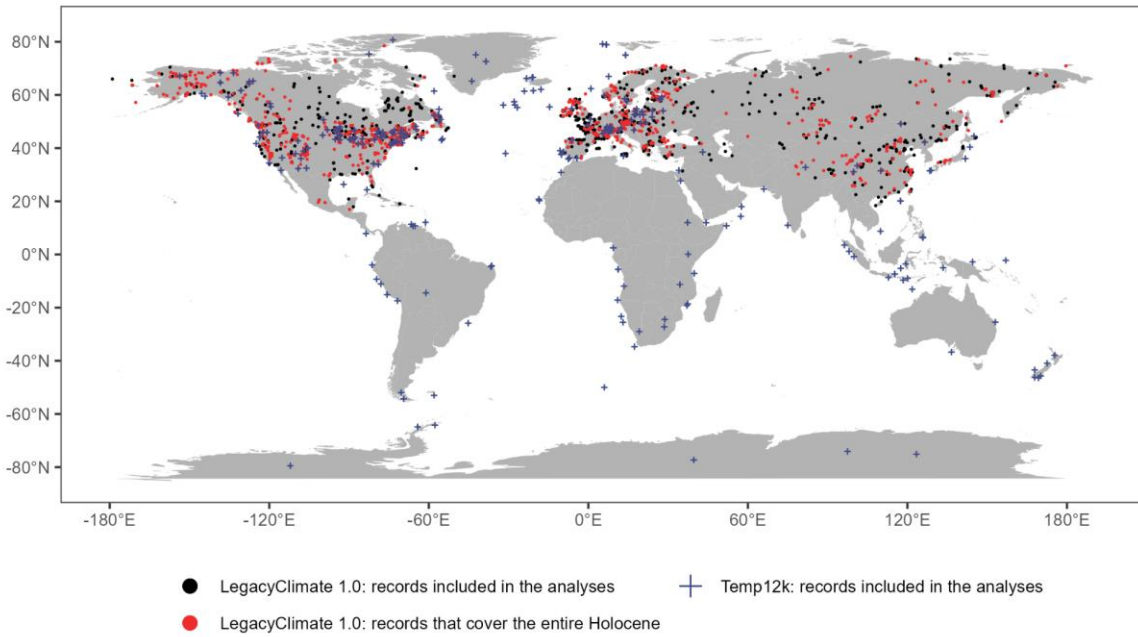 80°N
60°N
40°N
20°N
0°N
-20°N
-40°N
-60°N
-80°N
-180°E -120°E -60°E 0°E 60°E 120°E 180°E
LegacyClimate 1.0: records included in the analyses Temp12k: records included in the analyses
LegacyClimate 1.0: records that cover the entire Holocene